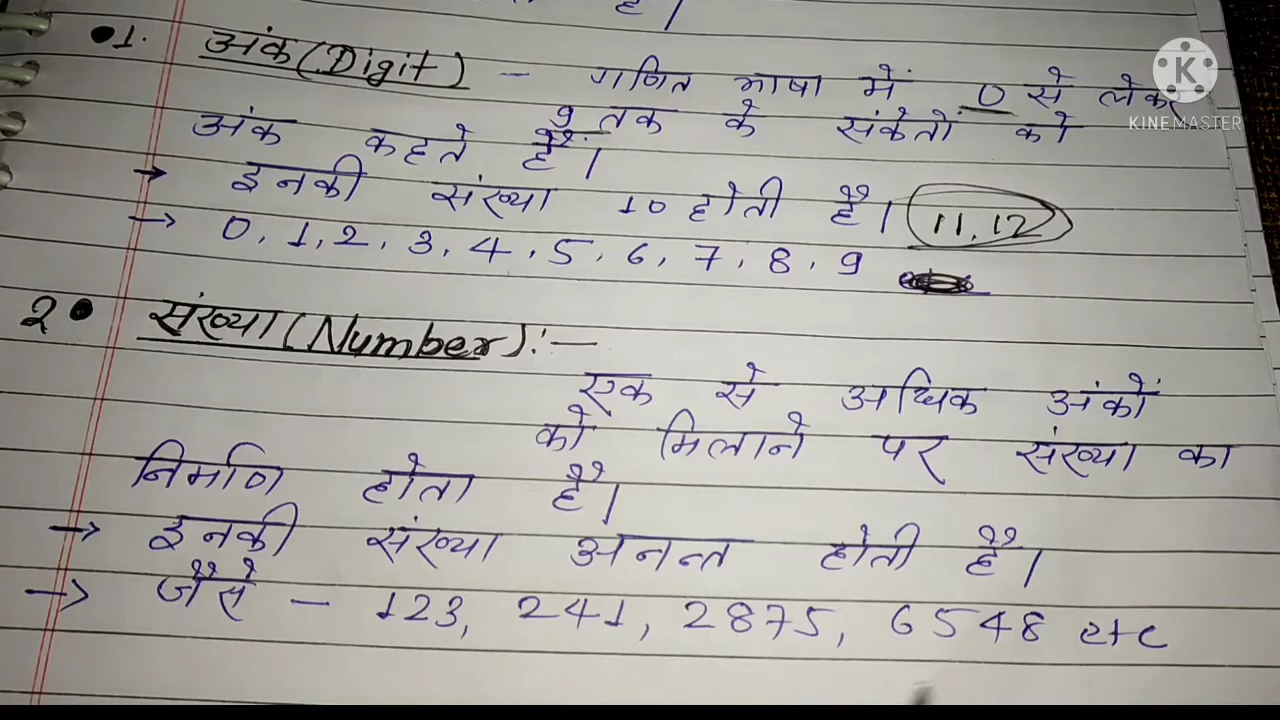 है।
1. अंक (Digit) - गणित भाषा में 0 से लेकर
9 तक के संकेतों को
अंक कहते हैं।
→ इनकी संख्या 10 होती है। 11, 12
→ 0, 1, 2, 3, 4, 5, 6, 7, 8, 9
2 संख्या (Number) :-
एक से अधिक अंकों
को मिलाने पर संख्या का
निर्माण होता है।
→ इनकी संख्या अनन्त होती है।
→ जैसे - 123, 241, 2875, 6548 etc
KINEMASTER